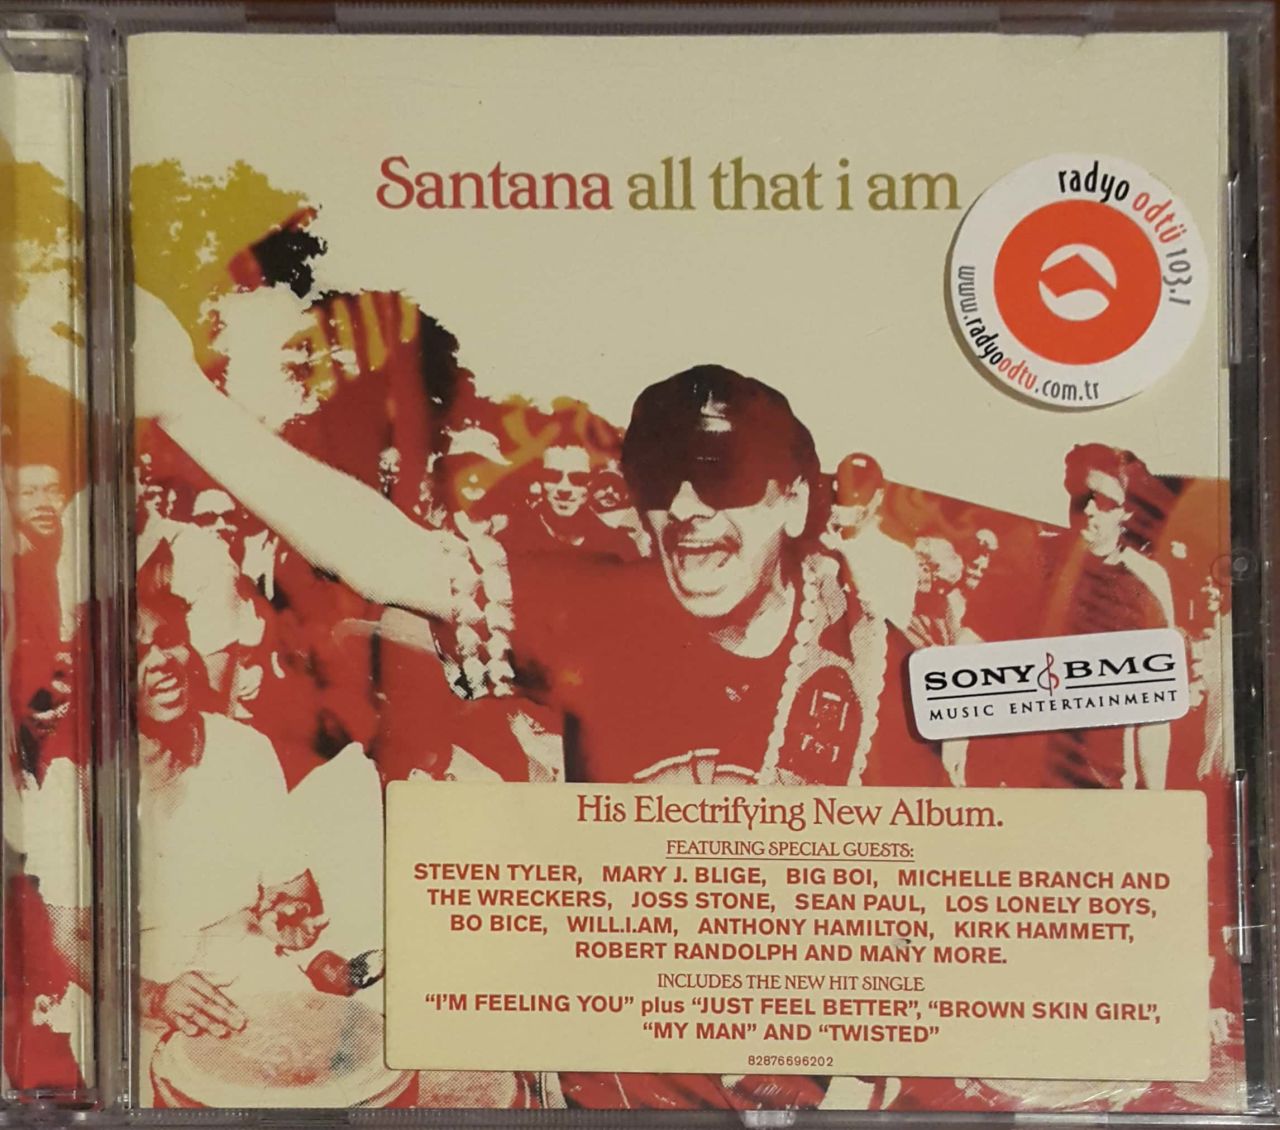 Santana all that i am
radyo odtü 103.1
www.radyoodtu.com.tr
SONY BMG
MUSIC ENTERTAINMENT
His Electrifying New Album.
FEATURING SPECIAL GUESTS:
STEVEN TYLER, MARY J. BLIGE, BIG BOI, MICHELLE BRANCH AND
THE WRECKERS, JOSS STONE, SEAN PAUL, LOS LONELY BOYS,
BO BICE, WILL.I.AM, ANTHONY HAMILTON, KIRK HAMMETT,
ROBERT RANDOLPH AND MANY MORE.
INCLUDES THE NEW HIT SINGLE
“I’M FEELING YOU” plus “JUST FEEL BETTER”, “BROWN SKIN GIRL”,
“MY MAN” AND “TWISTED”
82876696202